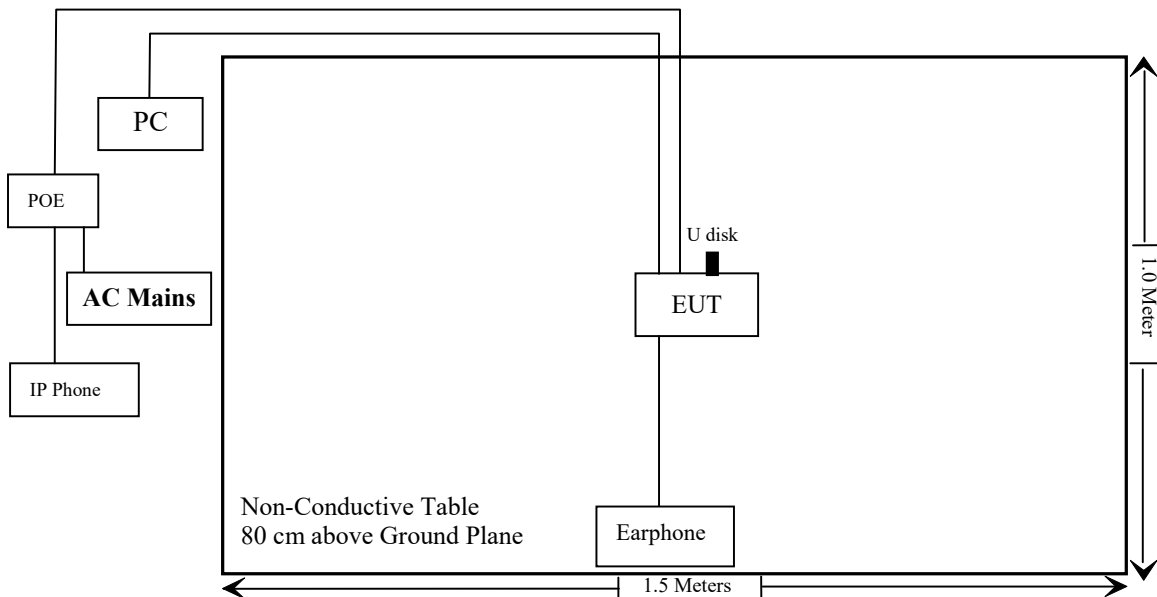 PC
POE
U disk
AC Mains
EUT
1.0 Meter
IP Phone
Non-Conductive Table
80 cm above Ground Plane
Earphone
1.5 Meters